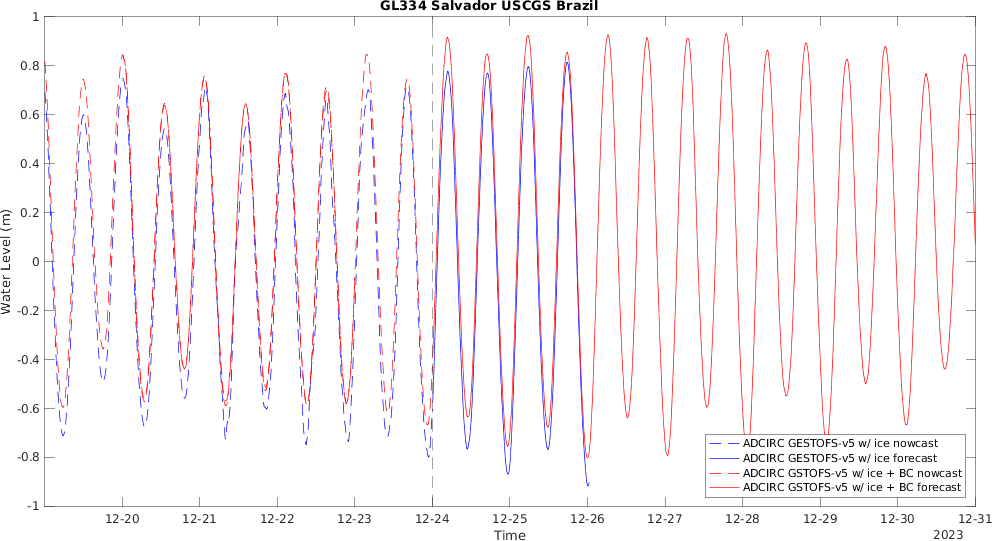 GL334 Salvador USCGS Brazil
1
0.8
0.6
0.4
0.2
0
-0.2
-0.4
-0.6
-0.8
-1
Water Level (m)
ADCIRC GESTOFS-v5 w/ ice nowcast
ADCIRC GESTOFS-v5 w/ ice forecast
ADCIRC GSTOFS-v5 w/ ice + BC nowcast
ADCIRC GSTOFS-v5 w/ ice + BC forecast
12-20 12-21 12-22 12-23 12-24 12-25 12-26 12-27 12-28 12-29 12-30 12-31
Time
2023